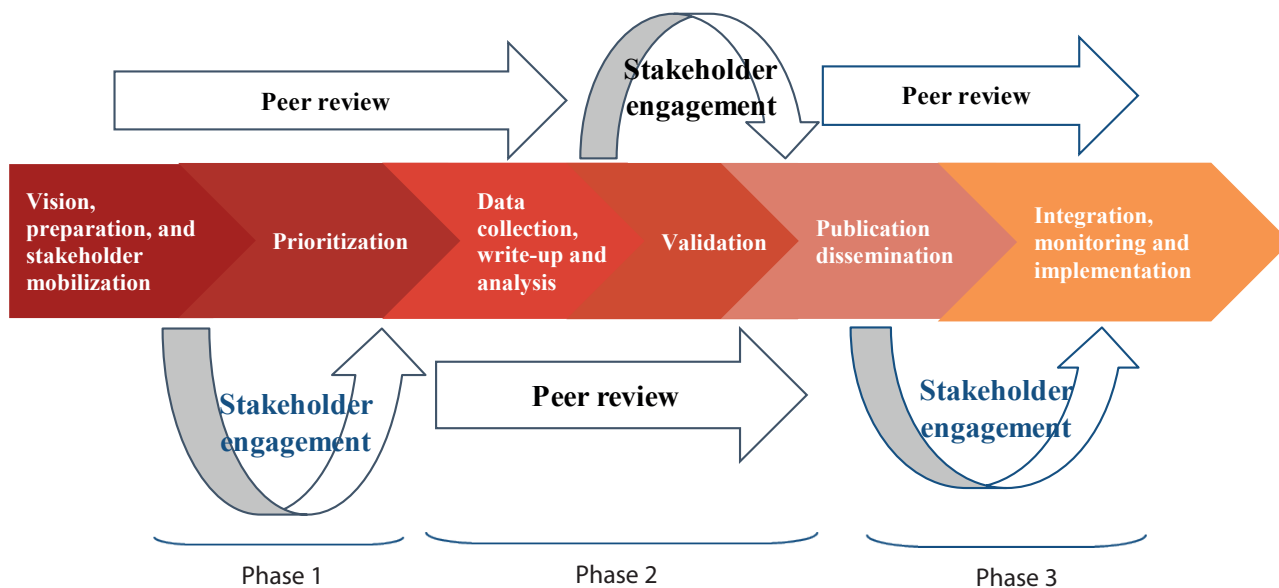 Stakeholder
engagement
Peer review
Peer review
Vision,
preparation, and
stakeholder
mobilization
Prioritization
Data
collection,
write-up and
analysis
Validation
Publication
dissemination
Integration,
monitoring and
implementation
Stakeholder
engagement
Peer review
Stakeholder
engagement
Phase 1
Phase 2
Phase 3